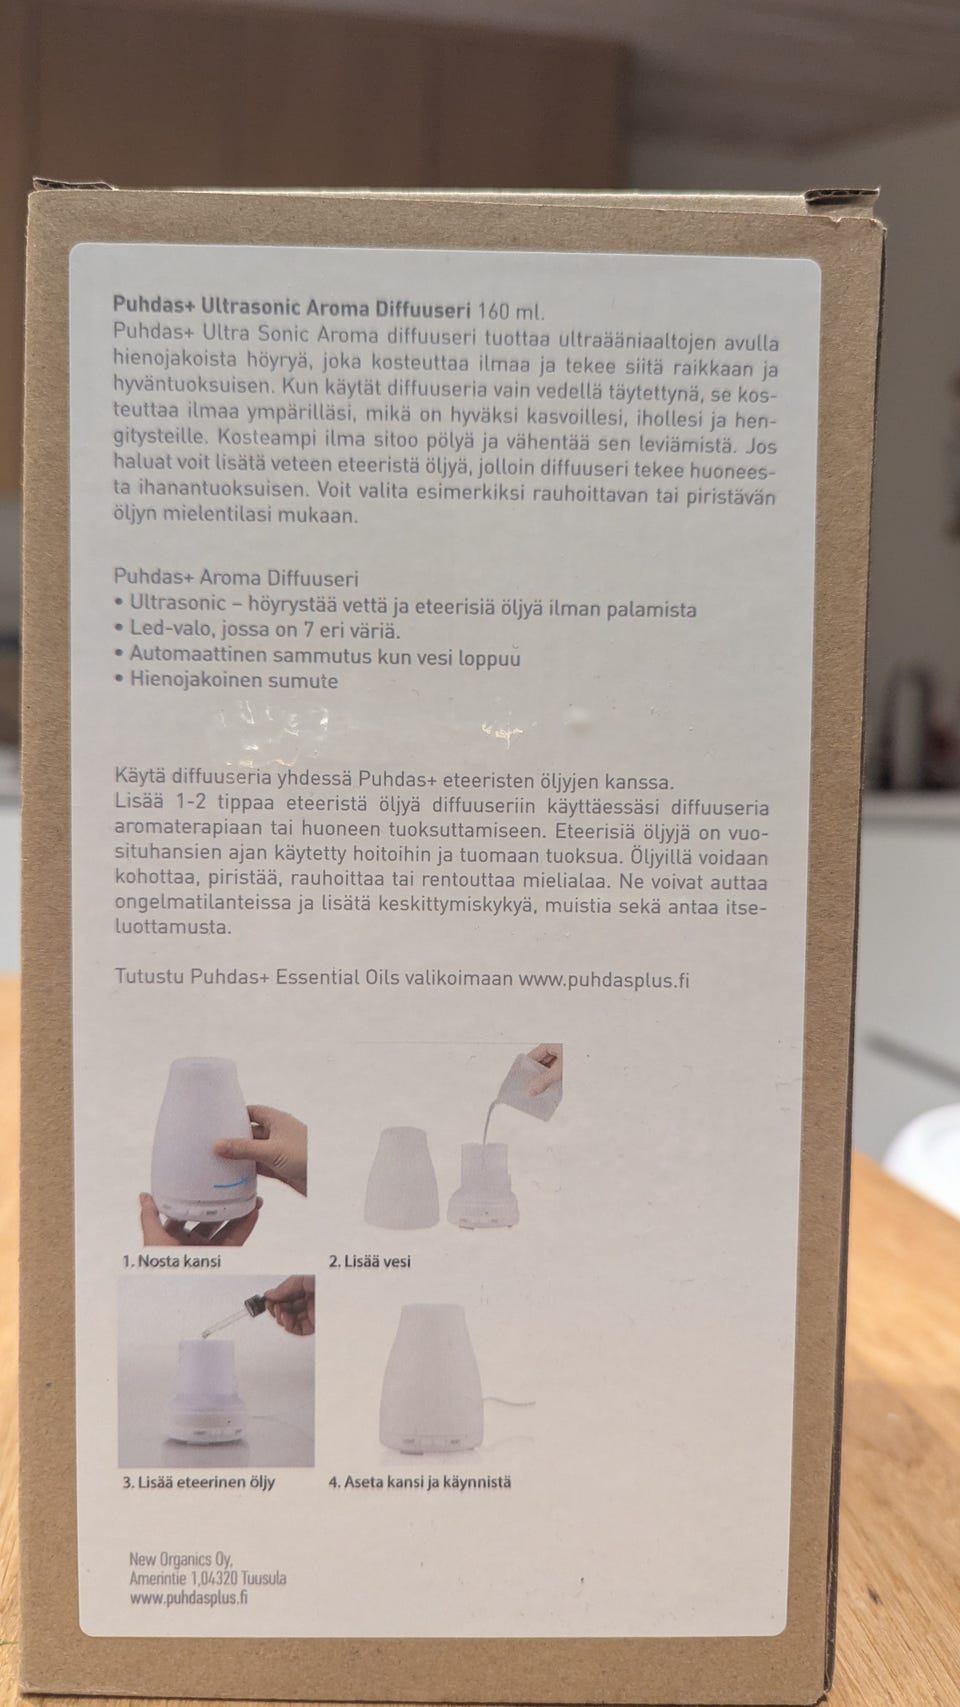 Puhdas+ Ultrasonic Aroma Diffuuseri 160 ml.
Puhdas+ Ultra Sonic Aroma diffuuseri tuottaa ultraääniaaltojen avulla
hienojakoista höyryä, joka kosteuttaa ilmaa ja tekee siitä raikkaan ja
hyväntuoksuisen. Kun käytät diffuuseria vain vedellä täytettynä, se kos-
teuttaa ilmaa ympärilläsi, mikä on hyväksi kasvoillesi, ihollesi ja hen-
gitysteille. Kosteampi ilma sitoo pölyä ja vähentää sen leviämistä. Jos
haluat voit lisätä veteen eteeristä öljyä, jolloin diffuuseri tekee huonees-
ta ihanantuoksuisen. Voit valita esimerkiksi rauhoittavan tai piristävän
öljyn mielentilasi mukaan.
Puhdas+ Aroma Diffuuseri
• Ultrasonic – höyrystää vettä ja eteerisiä öljyä ilman palamista
• Led-valo, jossa on 7 eri väriä.
• Automaattinen sammutus kun vesi loppuu
• Hienojakoinen sumute
Käytä diffuuseria yhdessä Puhdas+ eteeristen öljyjen kanssa.
Lisää 1-2 tippaa eteeristä öljyä diffuuseriin käyttäessäsi diffuuseria
aromaterapiaan tai huoneen tuoksuttamiseen. Eteerisiä öljyjä on vuo-
situhansien ajan käytetty hoitoihin ja tuomaan tuoksua. Öljyillä voidaan
kohottaa, piristää, rauhoittaa tai rentouttaa mielialaa. Ne voivat auttaa
ongelmatilanteissa ja lisätä keskittymiskykyä, muistia sekä antaa itse-
luottamusta.
Tutustu Puhdas+ Essential Oils valikoimaan www.puhdasplus.fi
1. Nosta kansi
2. Lisää vesi
3. Lisää eteerinen öljy
4. Aseta kansi ja käynnistä
New Organics Oy,
Amerintie 1,04320 Tuusula
www.puhdasplus.fi